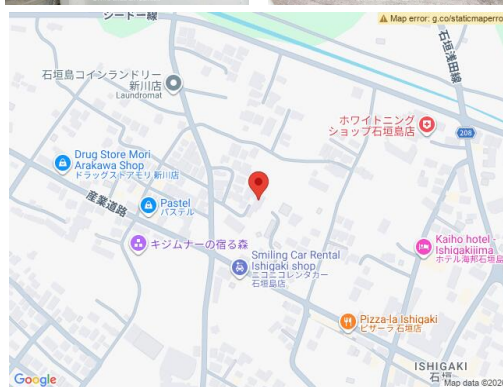 シードー線
Map error: g.co/staticmaperro
石垣浅田線
石垣島コインランドリー
新川店
Laundromat
ホワイトニング
ショップ石垣島店
208
Drug Store Mori
Arakawa Shop
ドラッグストアモリ 新川店
産業道路
Pastel
パステル
キジムナーの宿る森
Smiling Car Rental
Ishigaki shop
ニコニコレンタカー
石垣島店
Kaiho hotel -
Ishigakijima
ホテル海邦石垣島
Pizza-la Ishigaki
ピザーラ 石垣店
ISHIGAKI
石垣
Google
Map data ©202